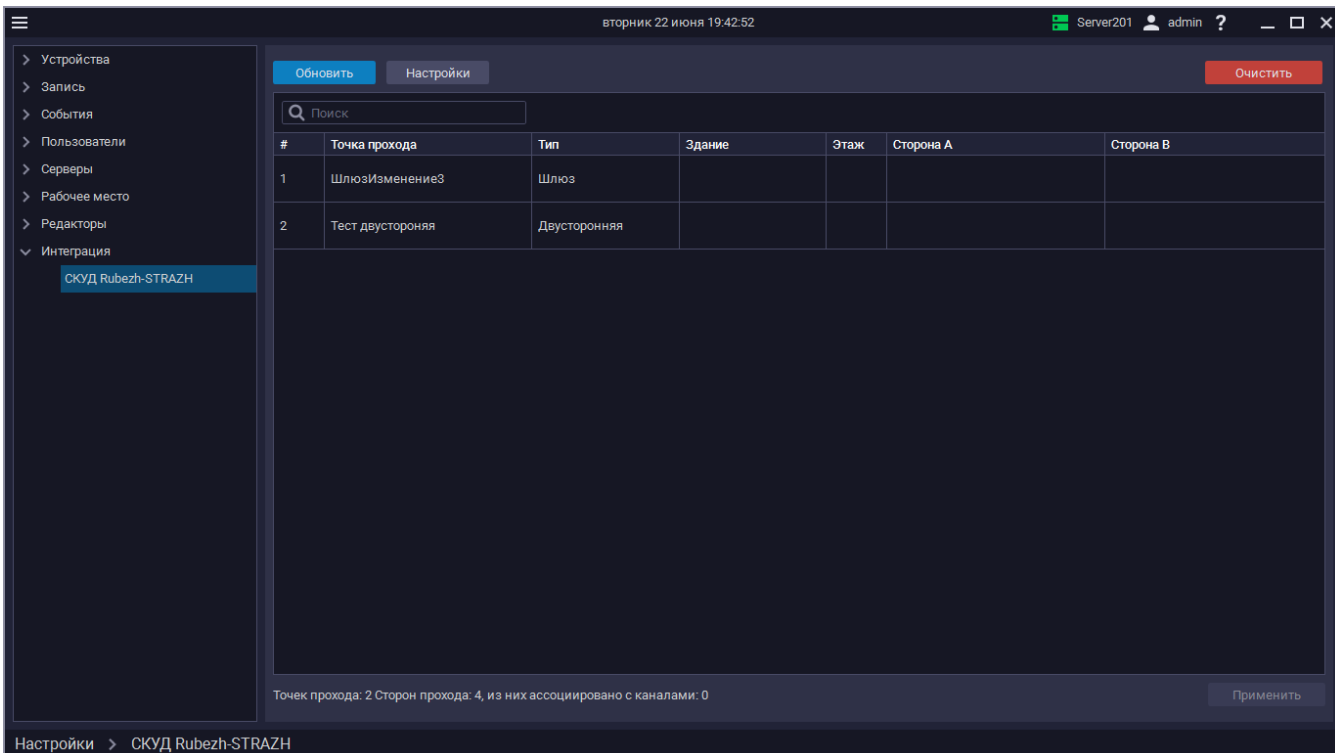 вторник 22 июня 19:42:52 Server201 admin ?
Устройства
Запись
События
Пользователи
Серверы
Рабочее место
Редакторы
Интеграция
СКУД Rubezh-STRAZH
Обновить Настройки Очистить
Поиск
# Точка прохода Тип Здание Этаж Сторона A Сторона B
1 ШлюзИзменение3 Шлюз
2 Тест двустороняя Двусторонняя
Точек прохода: 2 Сторон прохода: 4, из них ассоциировано с каналами: 0 Применить
Настройки > СКУД Rubezh-STRAZH